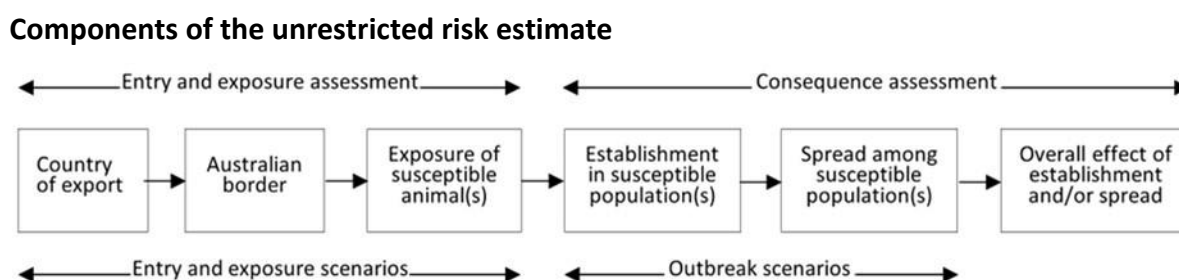 Components of the unrestricted risk estimate
Entry and exposure assessment
Consequence assessment
Country
of export
Australian
border
Exposure of
susceptible
animal(s)
Establishment
in susceptible
population(s)
Spread among
susceptible
population(s)
Overall effect of
establishment
and/or spread
Entry and exposure scenarios
Outbreak scenarios